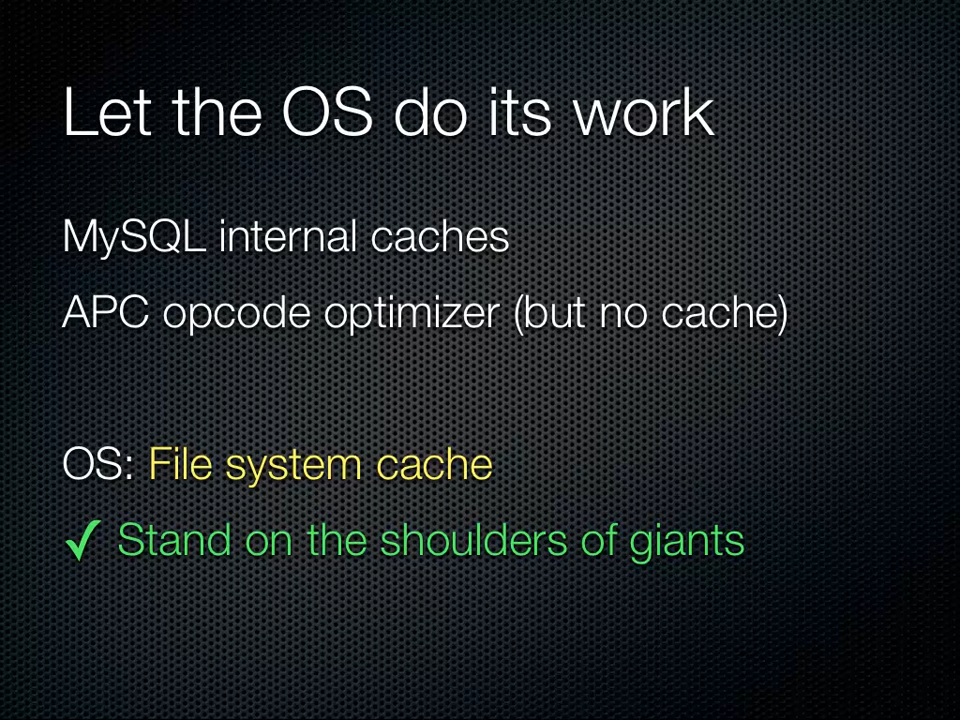 Let the OS do its work
MySQL internal caches
APC opcode optimizer (but no cache)
OS: File system cache
✓ Stand on the shoulders of giants